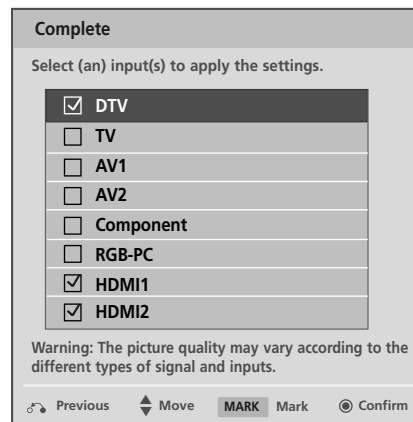 Complete
Select (an) input(s) to apply the settings.
DTV
TV
AV1
AV2
Component
RGB-PC
HDMI1
HDMI2
Warning: The picture quality may vary according to the
different types of signal and inputs.
Previous Move MARK Mark Confirm